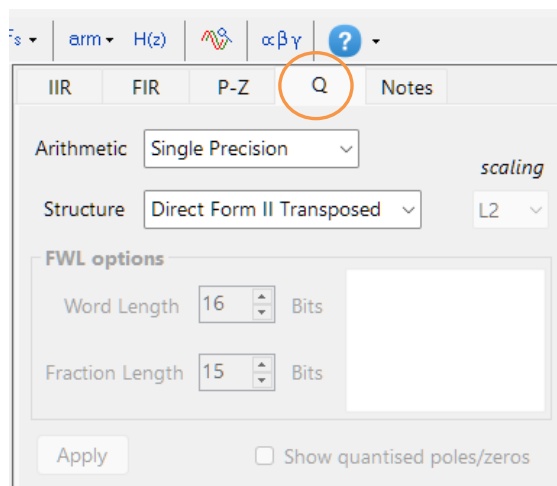 Fs arm H(z) αβγ ?
IIR FIR P-Z Q Notes
Arithmetic Single Precision
scaling
Structure Direct Form II Transposed L2
FWL options
Word Length 16 Bits
Fraction Length 15 Bits
Apply Show quantised poles/zeros